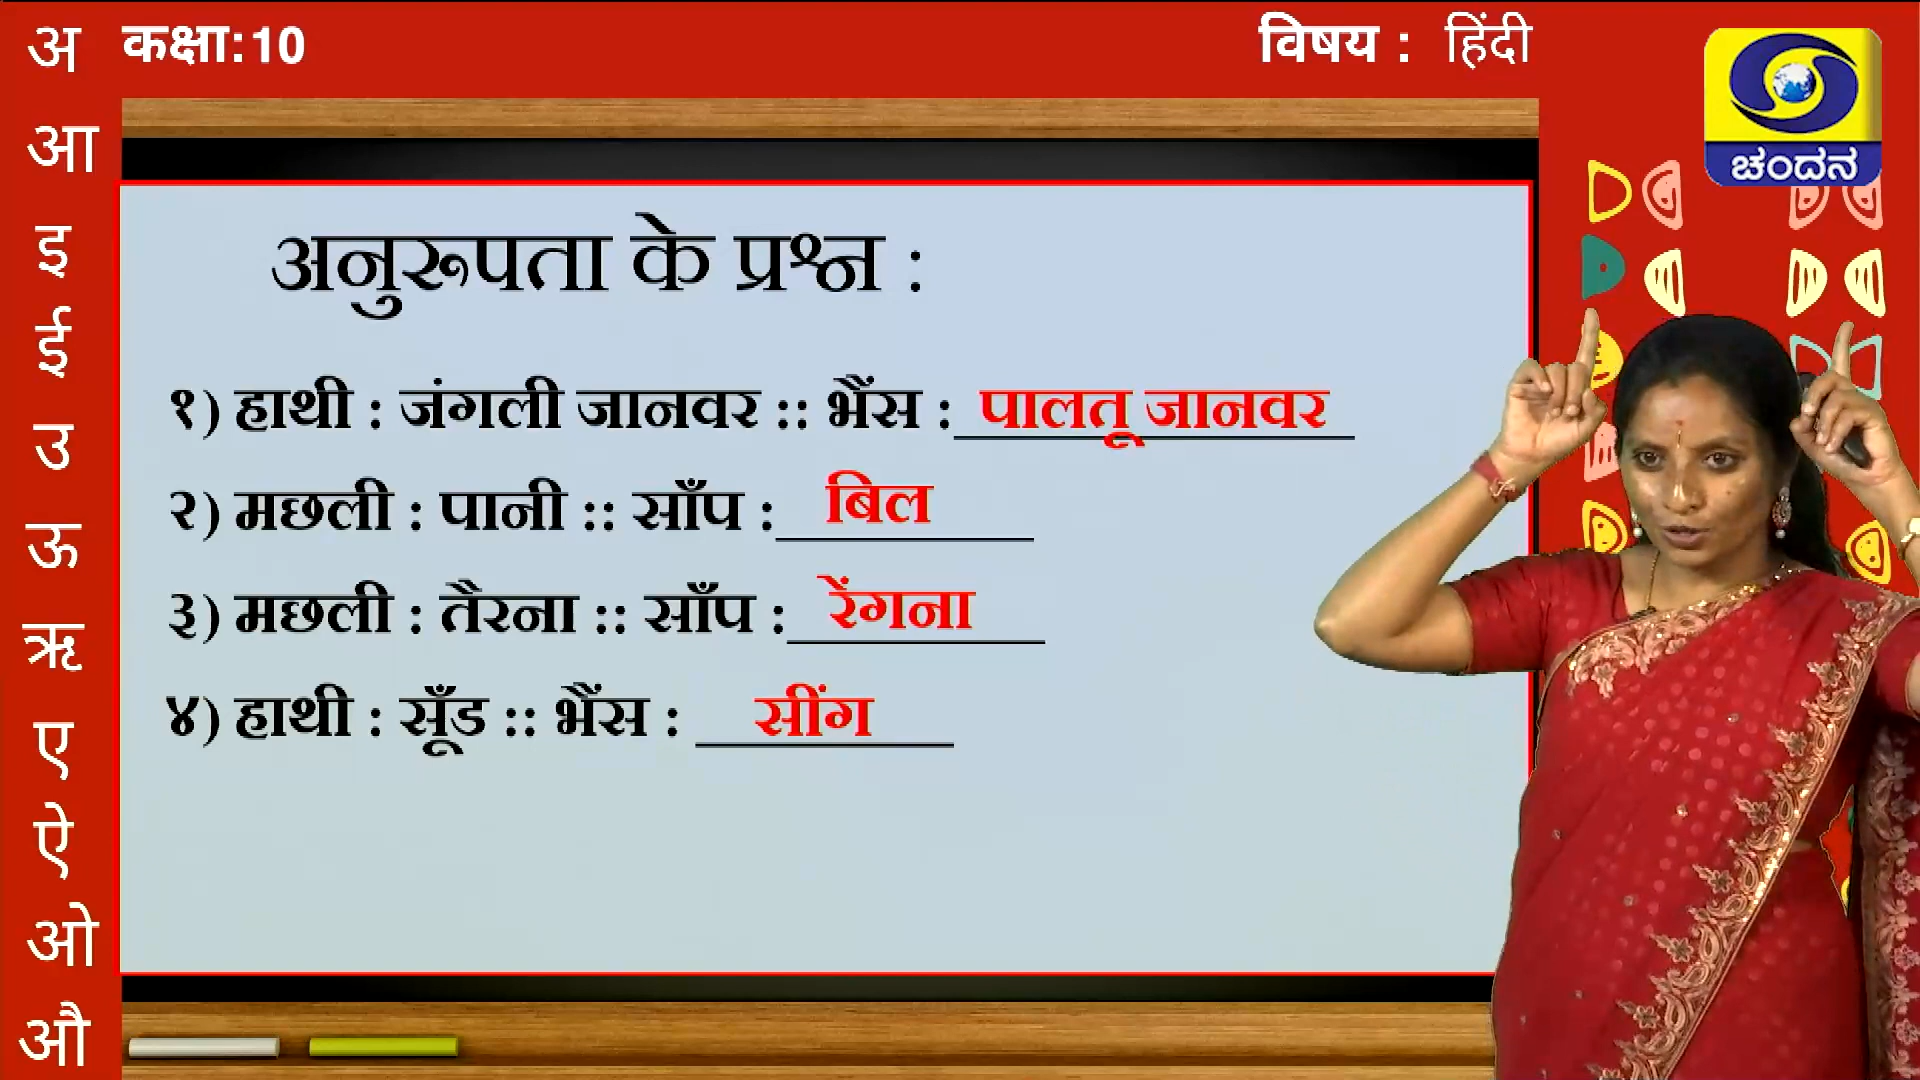 कक्षा:10
विषय : हिंदी
ಚಂದನ
अ
आ
इ
ई
उ
ऊ
ऋ
ए
ऐ
ओ
औ
अनुरूपता के प्रश्न :
१) हाथी : जंगली जानवर :: भैंस : पालतू जानवर
२) मछली : पानी :: साँप : बिल
३) मछली : तैरना :: साँप : रेंगना
४) हाथी : सूँड :: भैंस : सींग